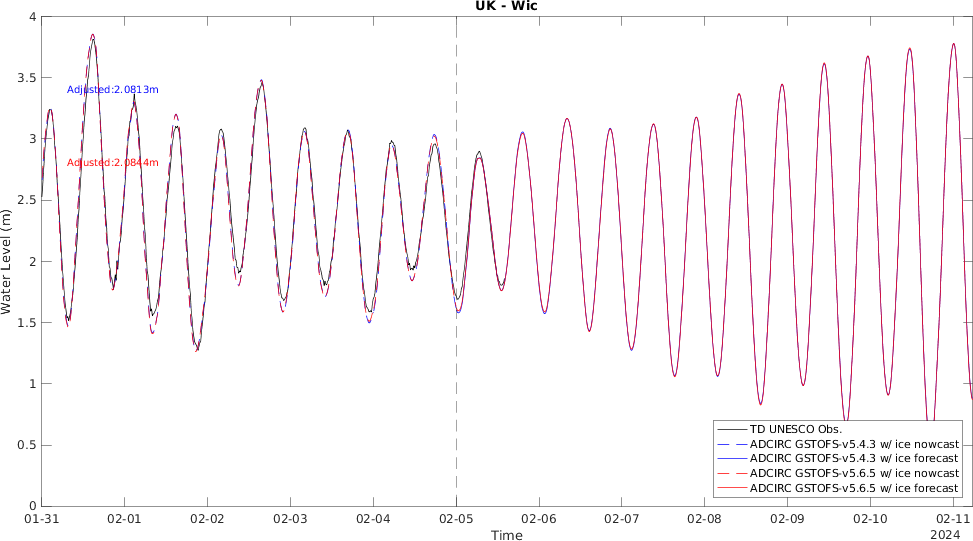 UK - Wic
4
3.5
3
2.5
2
1.5
1
0.5
0
Water Level (m)
Adjusted:2.0813m
Adjusted:2.0844m
TD UNESCO Obs.
ADCIRC GSTOFS-v5.4.3 w/ ice nowcast
ADCIRC GSTOFS-v5.4.3 w/ ice forecast
ADCIRC GSTOFS-v5.6.5 w/ ice nowcast
ADCIRC GSTOFS-v5.6.5 w/ ice forecast
01-31 02-01 02-02 02-03 02-04 02-05 02-06 02-07 02-08 02-09 02-10 02-11
Time
2024